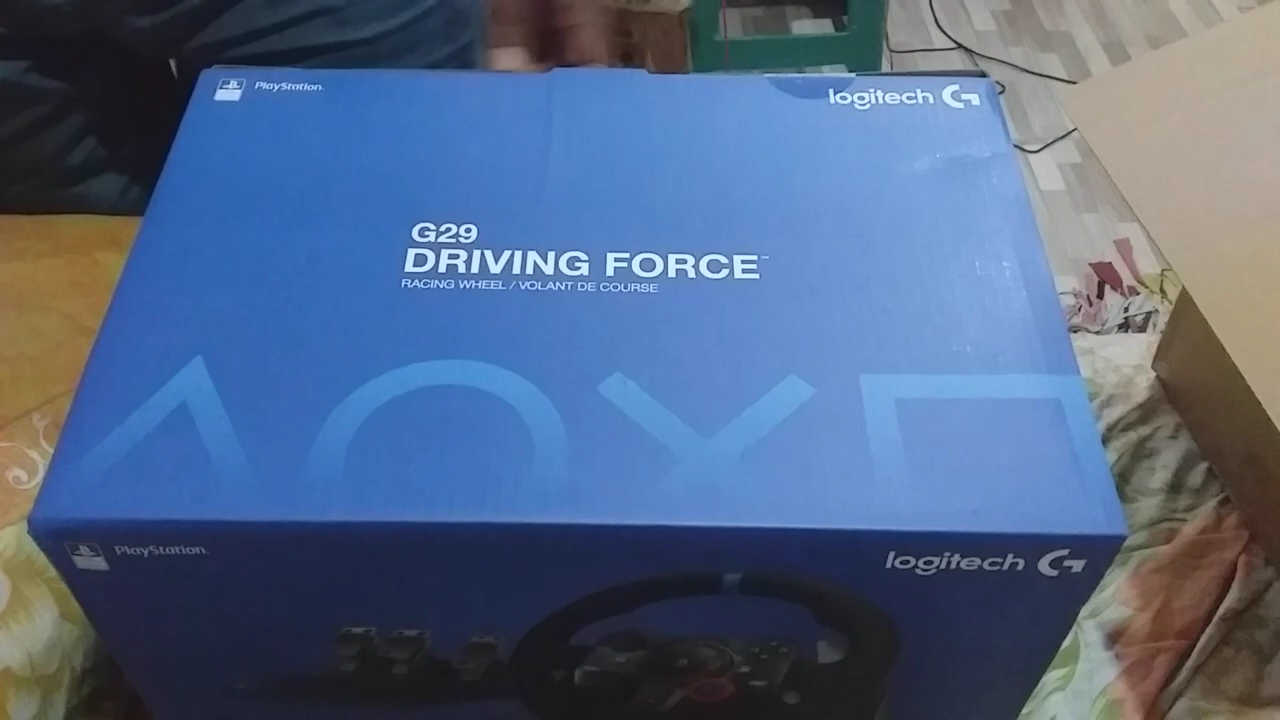 PlayStation.
logitech G
G29
DRIVING FORCE™
RACING WHEEL / VOLANT DE COURSE
PlayStation.
logitech G